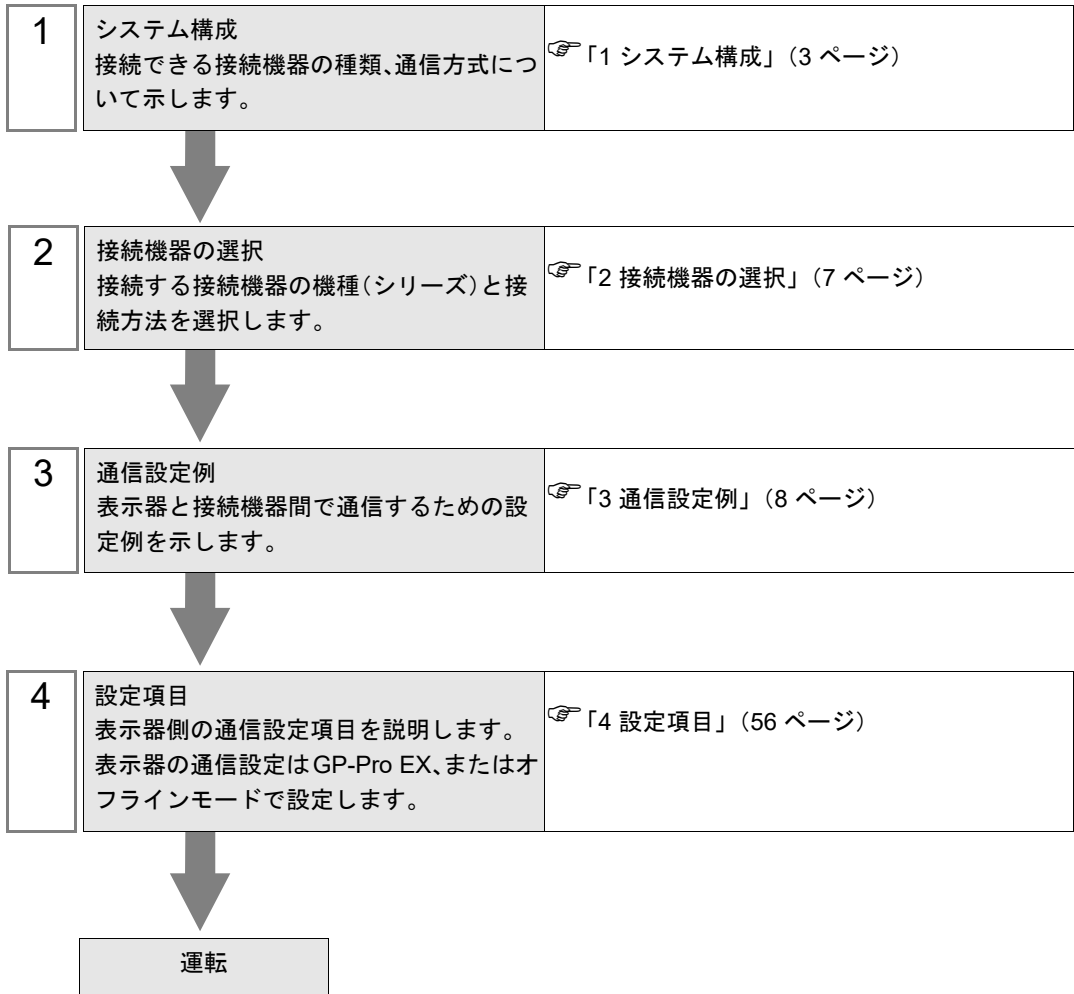 1
システム構成
接続できる接続機器の種類、通信方式につ
いて示します。
☞「1 システム構成」(3 ページ)
2
接続機器の選択
接続する接続機器の機種(シリーズ)と接
続方法を選択します。
☞「2 接続機器の選択」(7 ページ)
3
通信設定例
表示器と接続機器間で通信するための設
定例を示します。
☞「3 通信設定例」(8 ページ)
4
設定項目
表示器側の通信設定項目を説明します。
表示器の通信設定はGP-Pro EX、またはオ
フラインモードで設定します。
☞「4 設定項目」(56 ページ)
運転